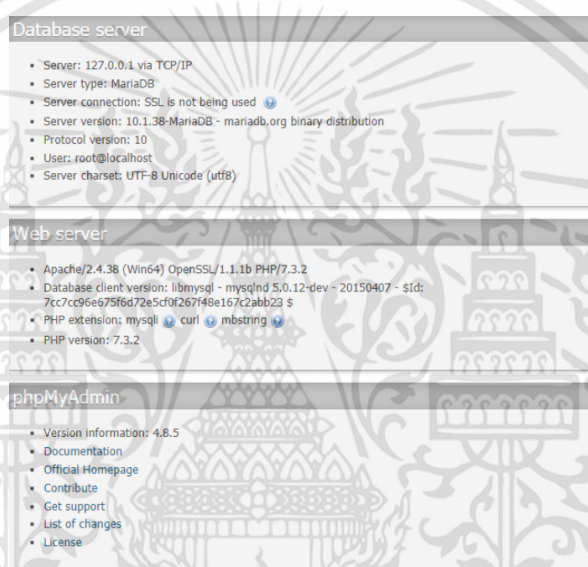 Database server
Server: 127.0.0.1 via TCP/IP
Server type: MariaDB
Server connection: SSL is not being used
Server version: 10.1.38-MariaDB - mariadb.org binary distribution
Protocol version: 10
User: root@localhost
Server charset: UTF-8 Unicode (utf8)
Web server
Apache/2.4.38 (Win64) OpenSSL/1.1.1b PHP/7.3.2
Database client version: libmysql - mysqlnd 5.0.12-dev - 20150407 - $Id:
7cc7cc96e675f6d72e5cf0f267f48e167c2abb23 $
PHP extension: mysqli curl mbstring
PHP version: 7.3.2
phpMyAdmin
Version information: 4.8.5
Documentation
Official Homepage
Contribute
Get support
List of changes
License